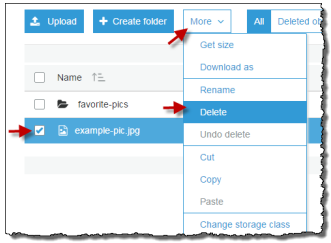 Upload + Create folder More All Deleted ob
Get size
Download as
Name
Rename
favorite-pics
Delete
example-pic.jpg
Undo delete
Cut
Copy
Paste
Change storage class